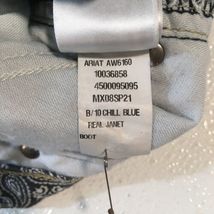 ARIAT AW6160
10036858
4500095095
MX08SP21
B/10 CHILL BLUE
REAL JANET
BOOT